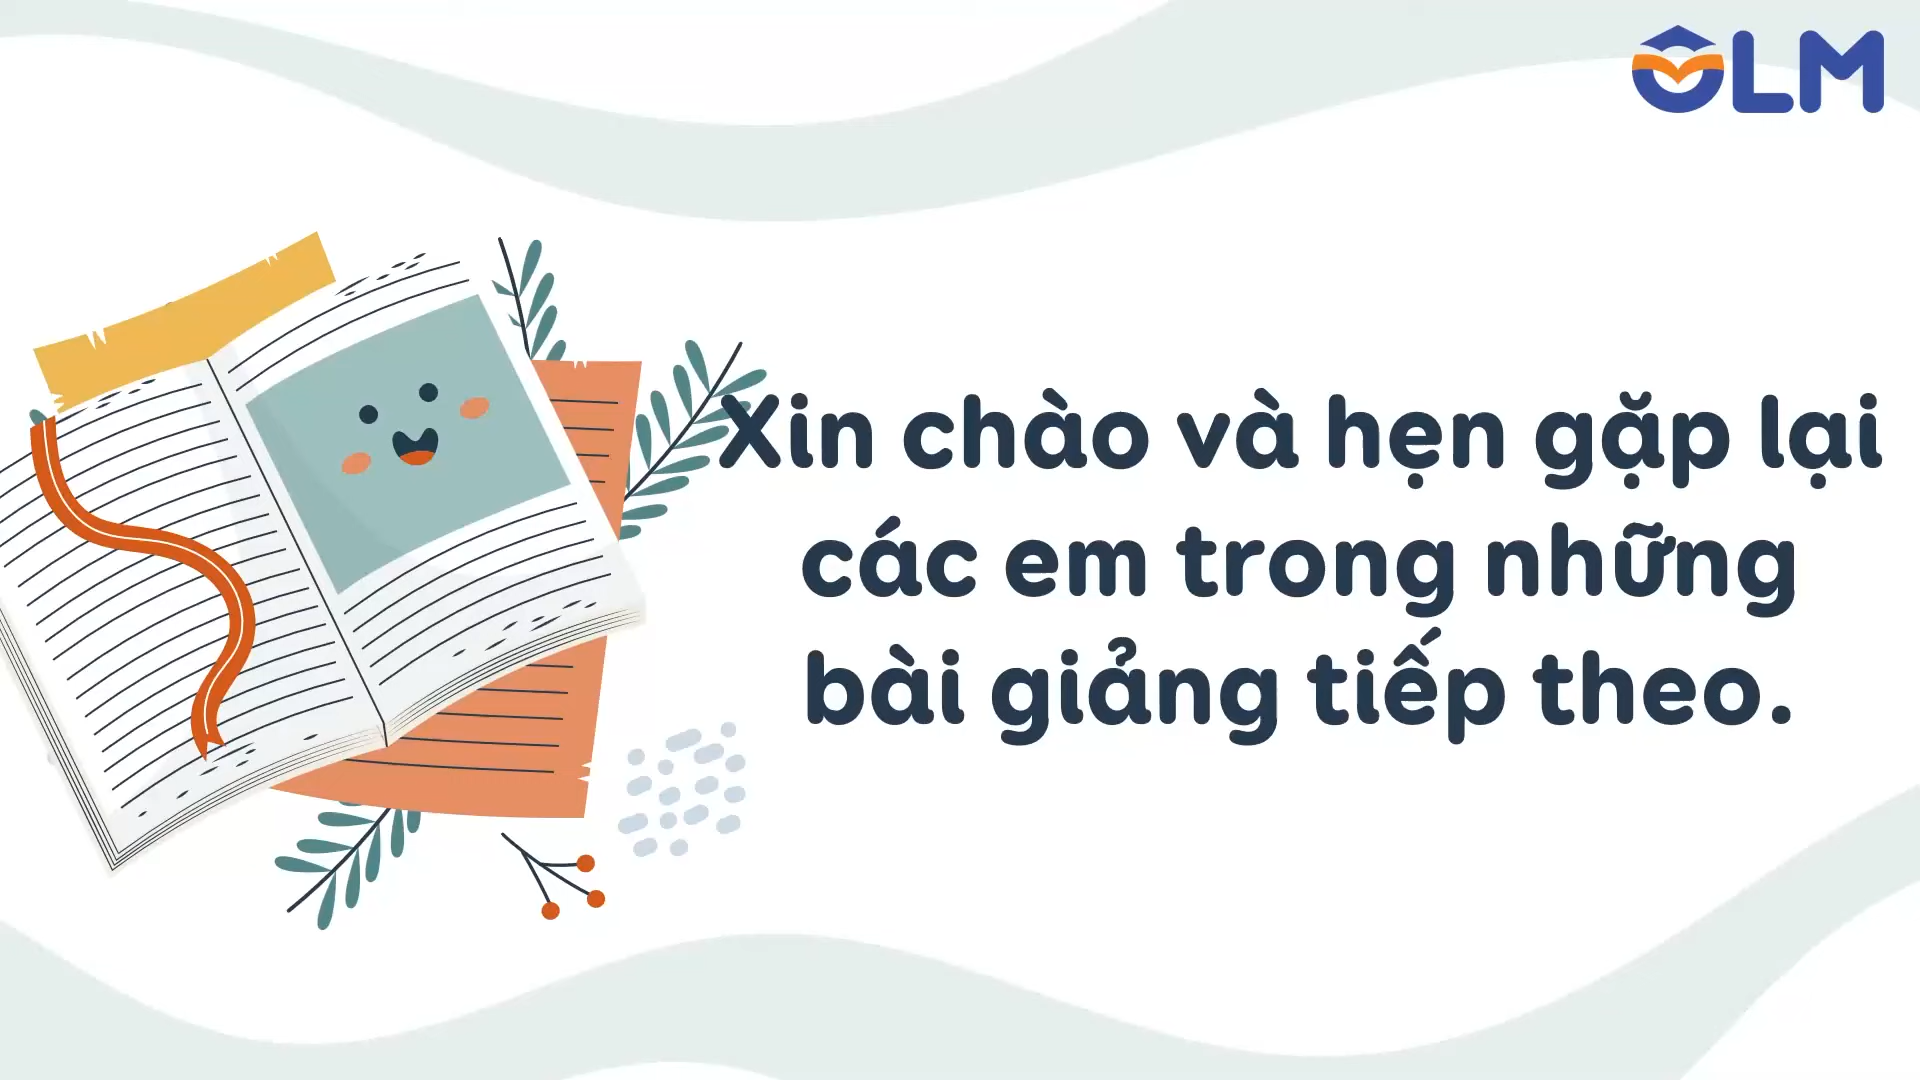 OLM
Xin chào và hẹn gặp lại
các em trong những
bài giảng tiếp theo.